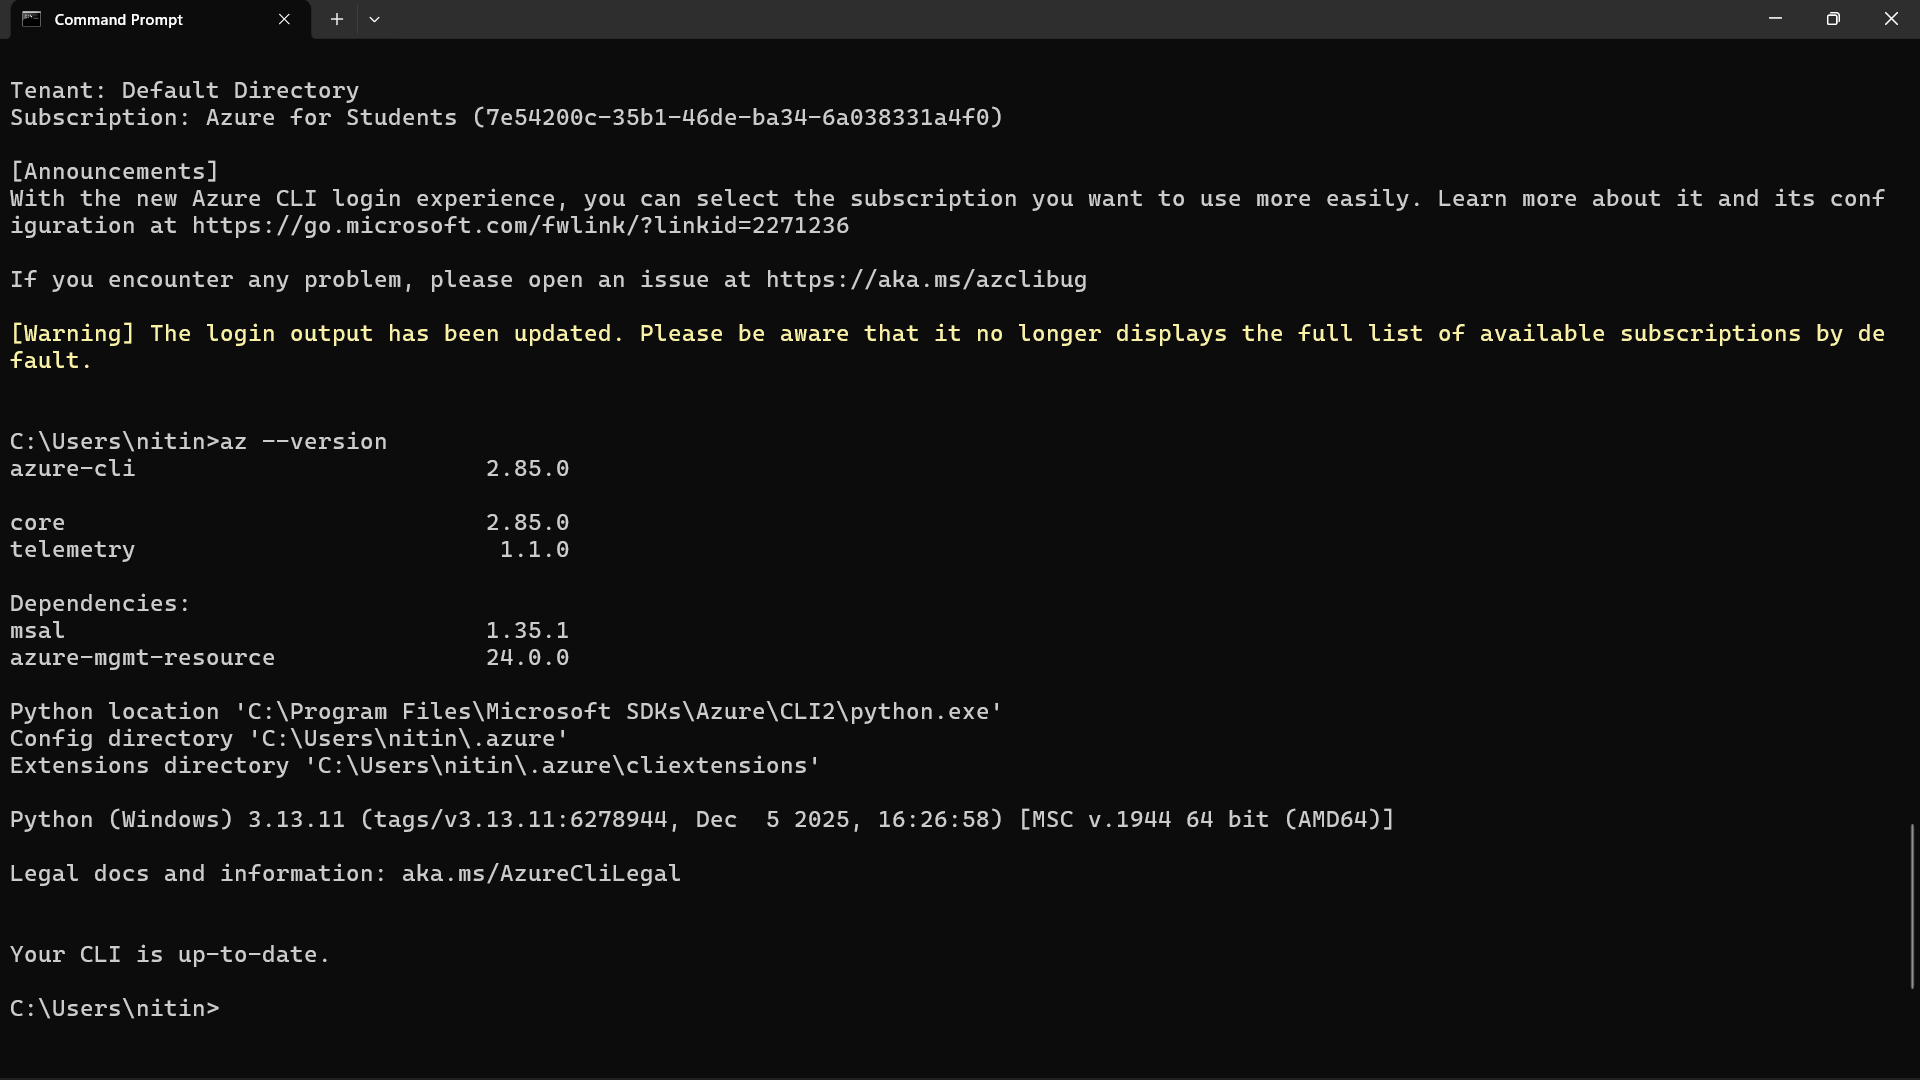 Command Prompt
Tenant: Default Directory
Subscription: Azure for Students (7e54200c-35b1-46de-ba34-6a038331a4f0)
[Announcements]
With the new Azure CLI login experience, you can select the subscription you want to use more easily. Learn more about it and its conf
iguration at https://go.microsoft.com/fwlink/?linkid=2271236
If you encounter any problem, please open an issue at https://aka.ms/azclibug
[Warning] The login output has been updated. Please be aware that it no longer displays the full list of available subscriptions by de
fault.
C:\Users\nitin>az --version
azure-cli                         2.85.0
core                              2.85.0
telemetry                          1.1.0
Dependencies:
msal                              1.35.1
azure-mgmt-resource               24.0.0
Python location 'C:\Program Files\Microsoft SDKs\Azure\CLI2\python.exe'
Config directory 'C:\Users\nitin\.azure'
Extensions directory 'C:\Users\nitin\.azure\cliextensions'
Python (Windows) 3.13.11 (tags/v3.13.11:6278944, Dec  5 2025, 16:26:58) [MSC v.1944 64 bit (AMD64)]
Legal docs and information: aka.ms/AzureCliLegal
Your CLI is up-to-date.
C:\Users\nitin>